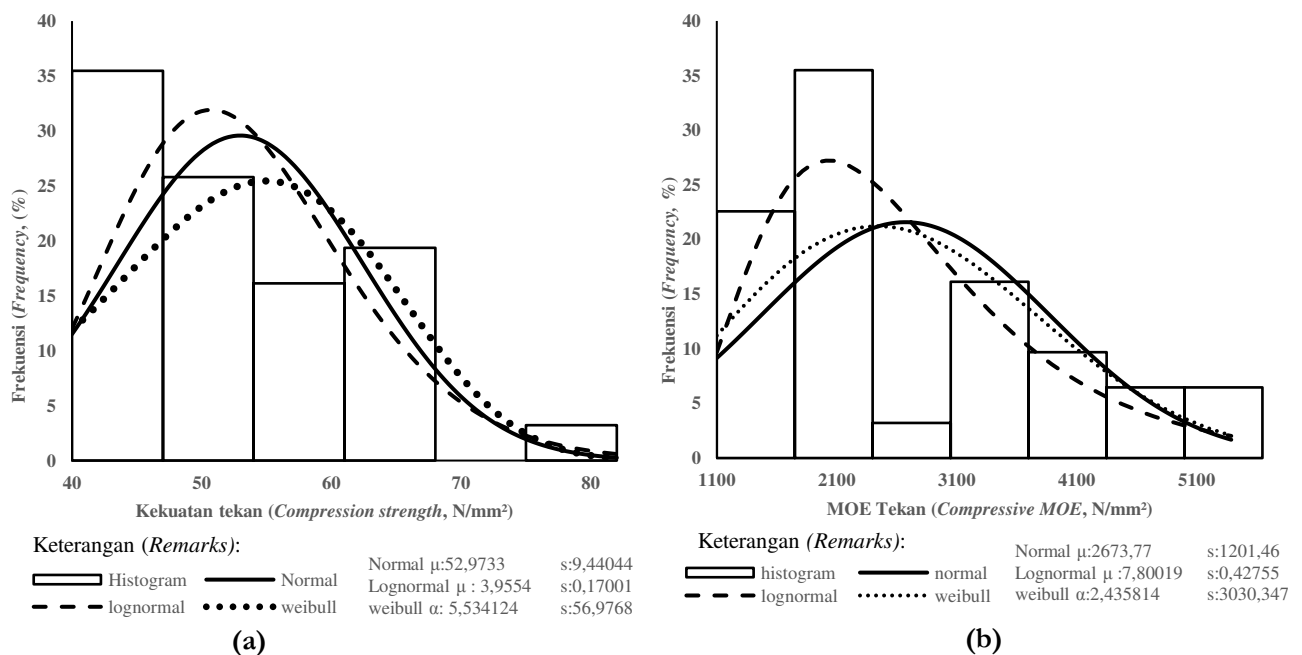 40
35
30
25
20
15
10
5
0
Frekuensi (Frequency, (%)
40 50 60 70 80
Kekuatan tekan (Compression strength, N/mm²)
Keterangan (Remarks):
Histogram Normal
lognormal weibull
Normal µ:52,9733 s:9,44044
Lognormal µ : 3,9554 s:0,17001
weibull α: 5,534124 s:56,9768
(a)
40
35
30
25
20
15
10
5
0
Frekuensi (Frequency, %)
1100 2100 3100 4100 5100
MOE Tekan (Compressive MOE, N/mm²)
Keterangan (Remarks):
histogram normal
lognormal weibull
Normal µ:2673,77 s:1201,46
Lognormal µ :7,80019 s:0,42755
weibull α:2,435814 s:3030,347
(b)